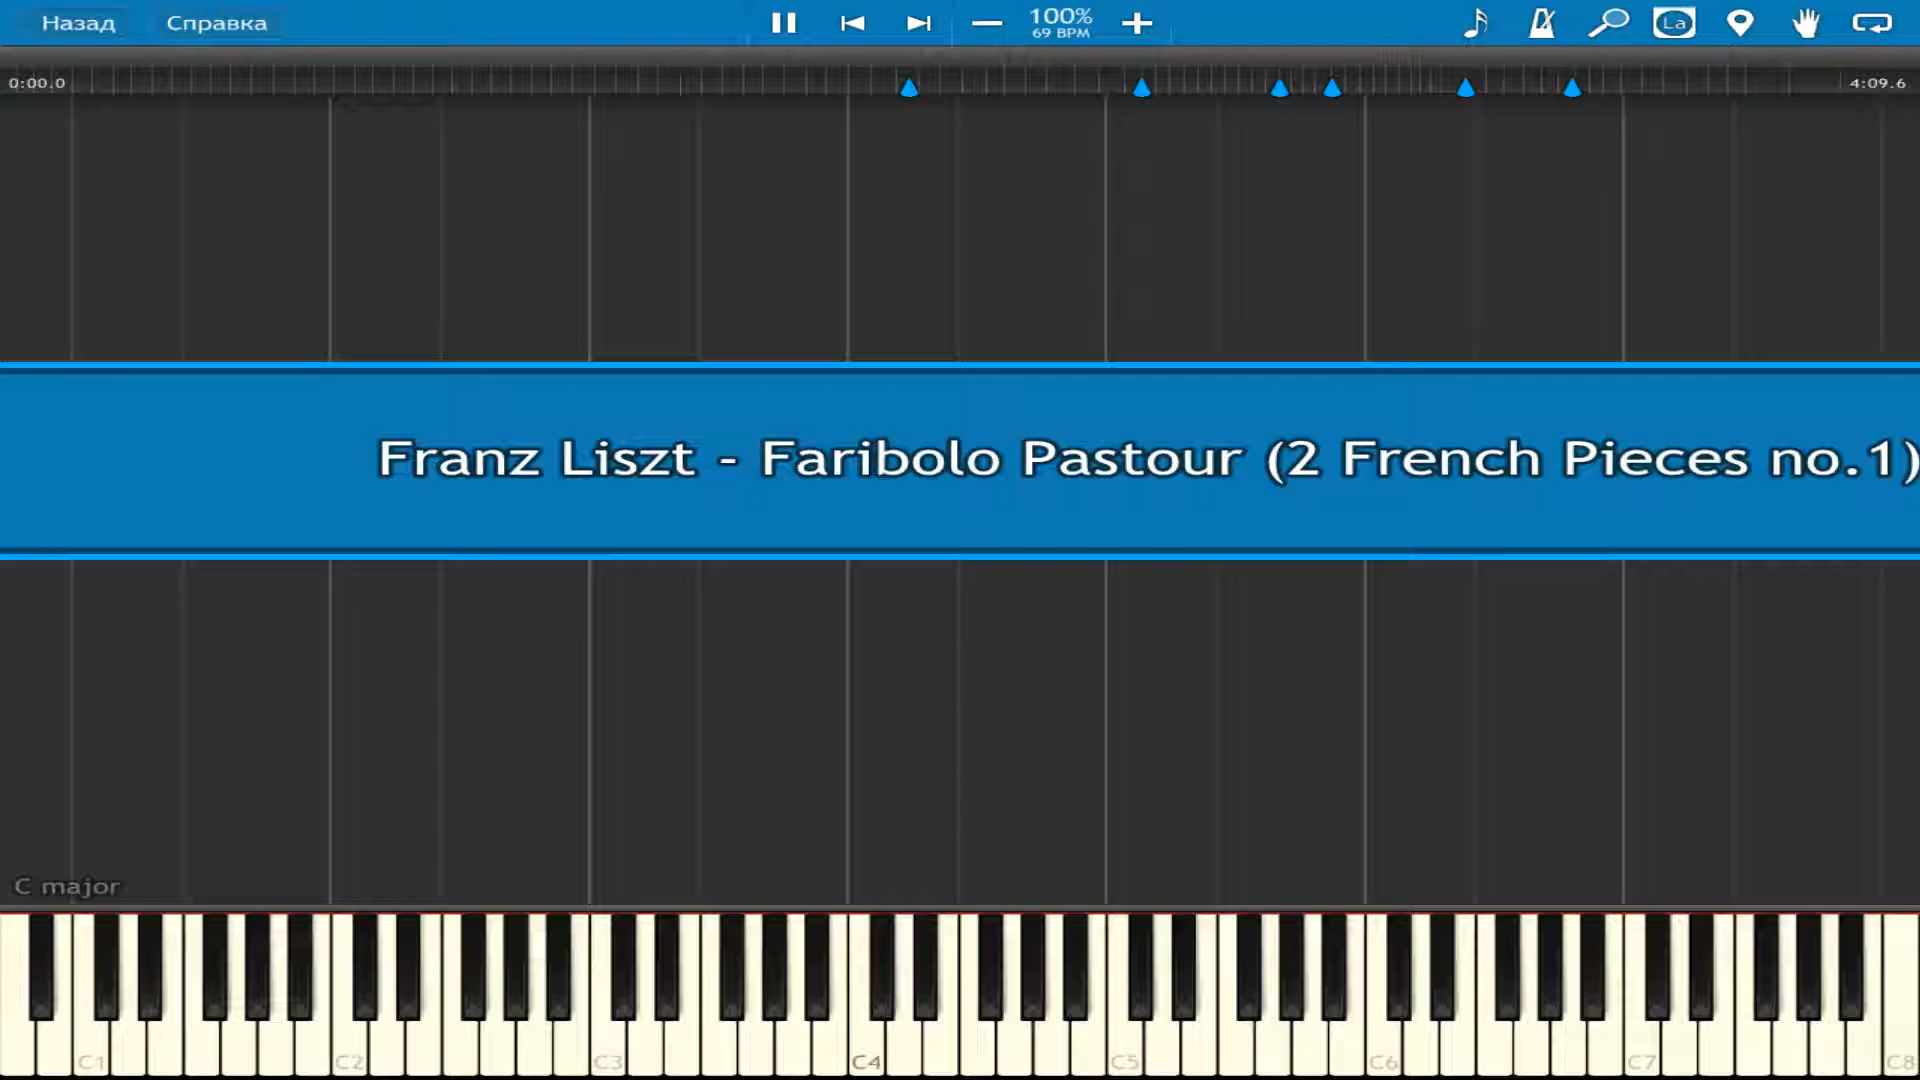 Назад Справка 100%
69 BPM La
0:00.0 4:09.6
Franz Liszt - Faribolo Pastour (2 French Pieces no.1)
C major
C1 C2 C3 C4 C5 C6 C7 C8